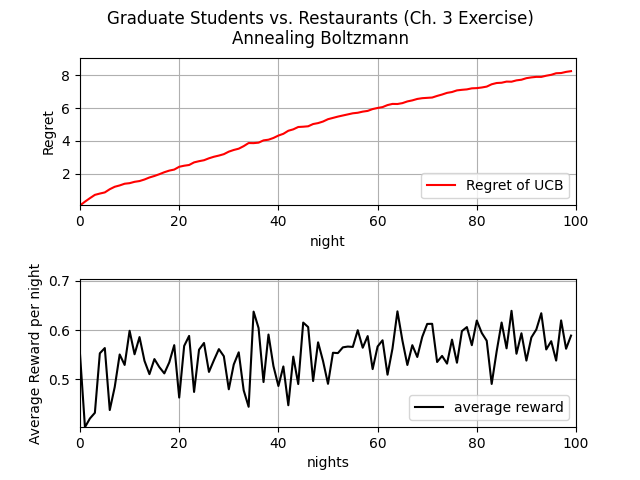 Graduate Students vs. Restaurants (Ch. 3 Exercise)
Annealing Boltzmann
8
6
4
2
Regret
Regret of UCB
0 20 40 60 80 100
night
0.7
0.6
0.5
Average Reward per night
average reward
0 20 40 60 80 100
nights